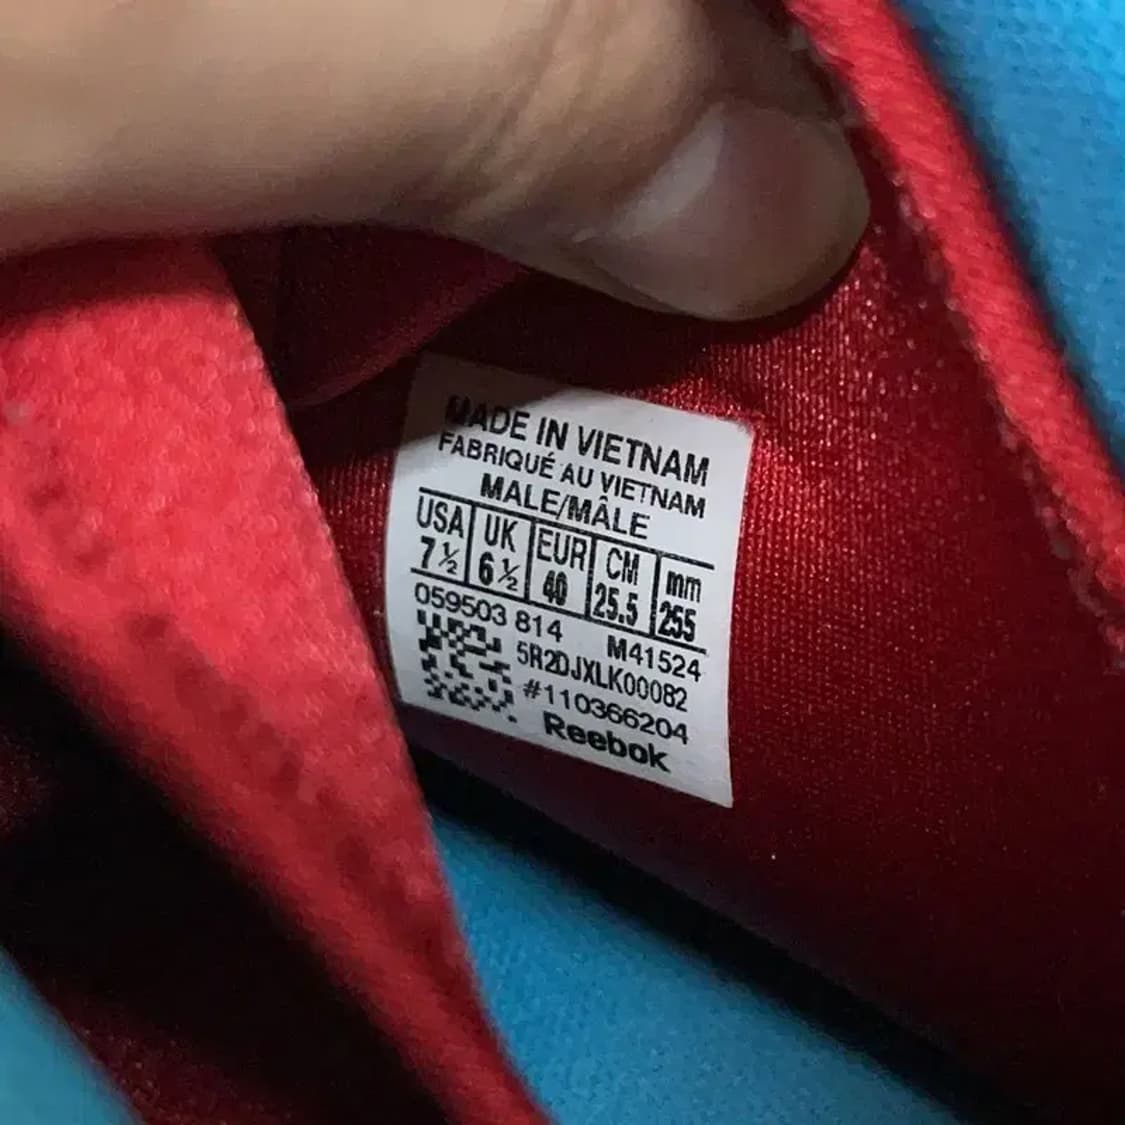 MADE IN VIETNAM
FABRIQUÉ AU VIETNAM
MALE/MÂLE
USA UK EUR CM mm
7½ 6½ 40 25.5 255
059503 814 M41524
5R2DJXLK00082
#110366204
Reebok